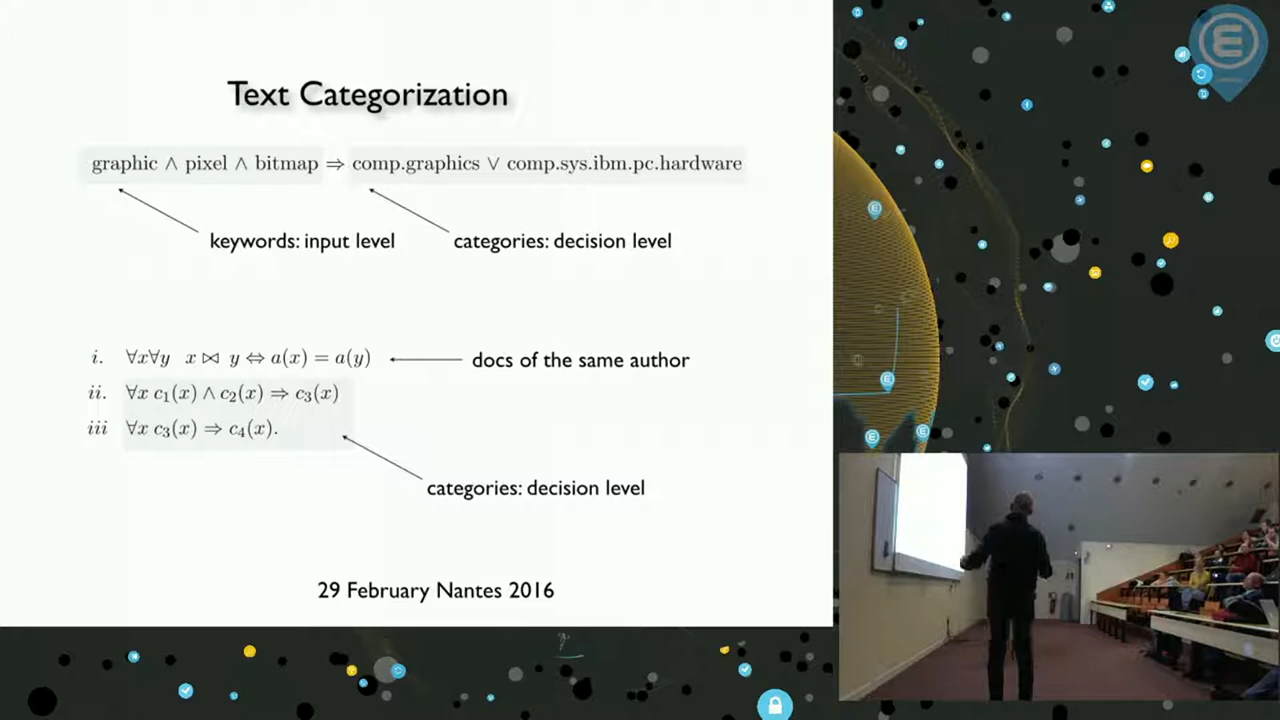 Text Categorization
graphic ∧ pixel ∧ bitmap ⇒ comp.graphics ∨ comp.sys.ibm.pc.hardware
keywords: input level
categories: decision level
i. ∀x∀y x ⋈ y ⇔ a(x) = a(y)
docs of the same author
ii. ∀x c₁(x) ∧ c₂(x) ⇒ c₃(x)
iii ∀x c₃(x) ⇒ c₄(x).
categories: decision level
29 February Nantes 2016